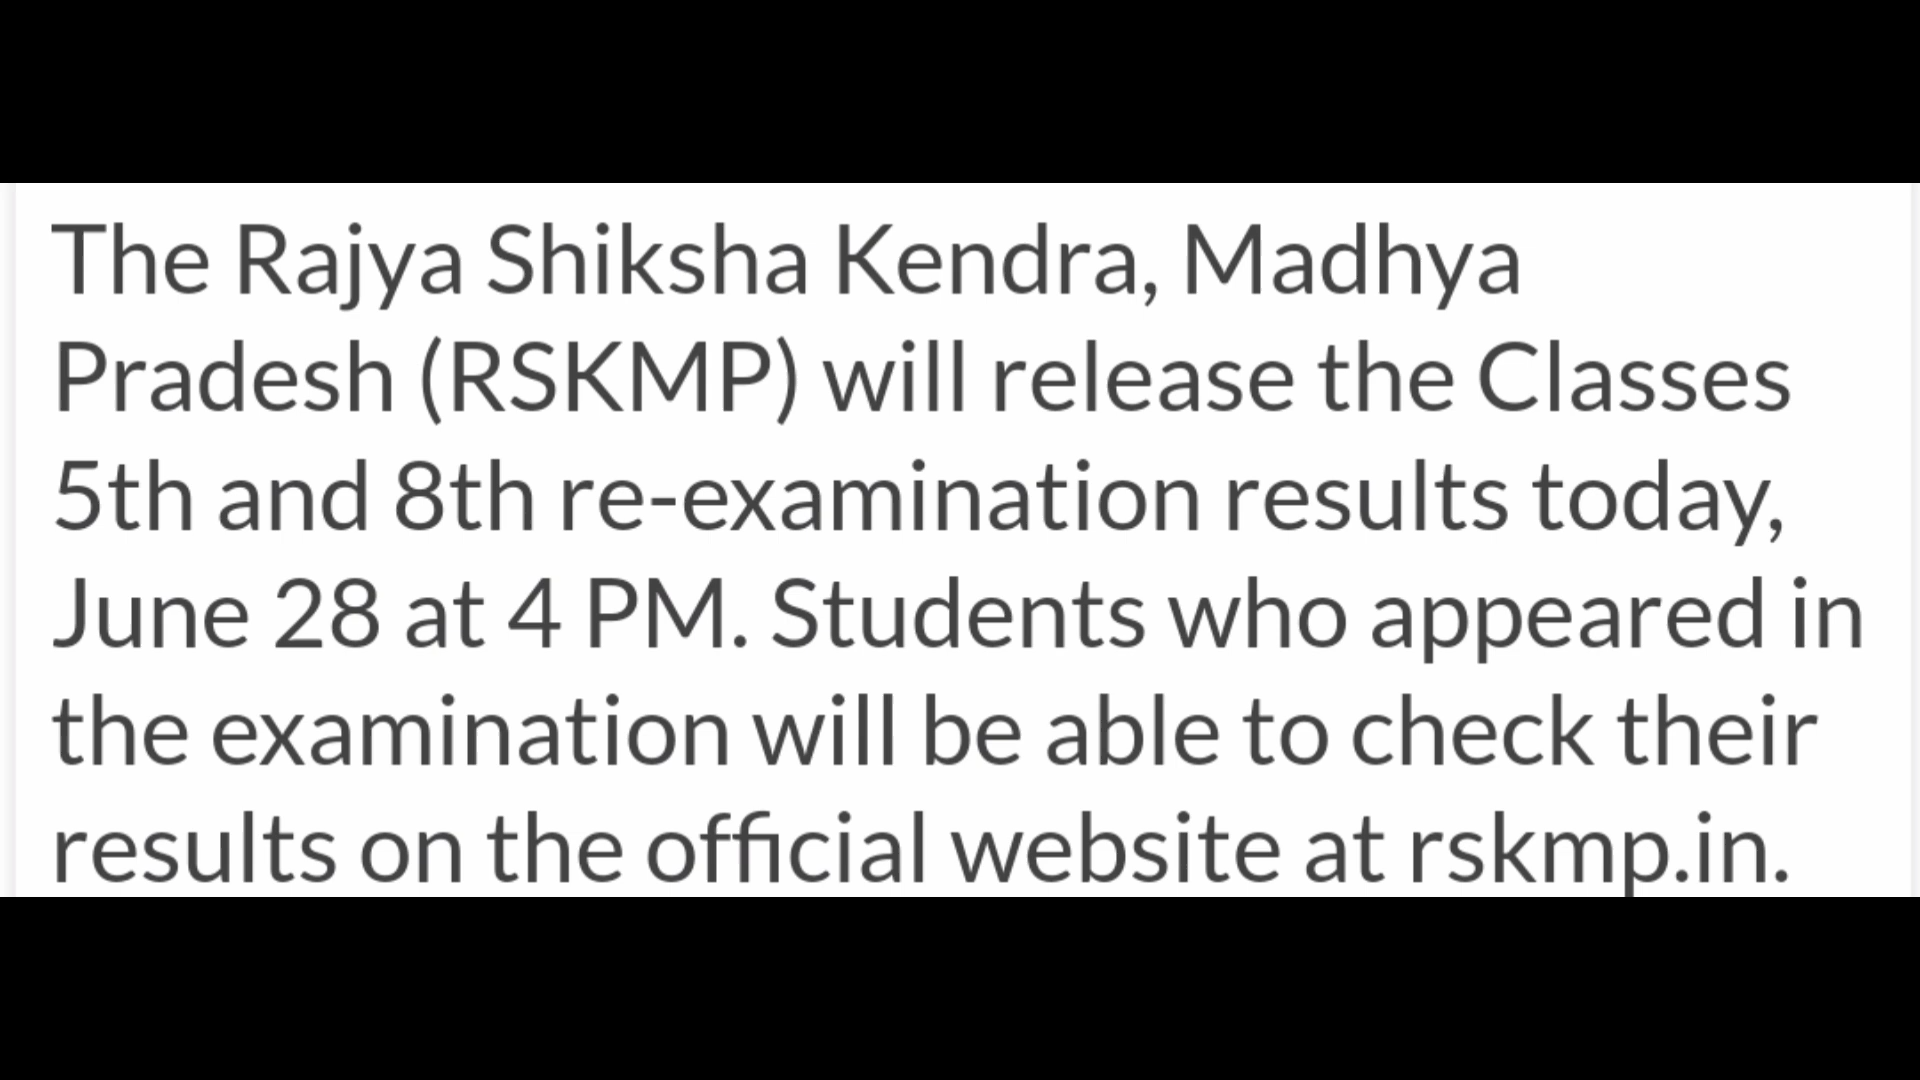 The Rajya Shiksha Kendra, Madhya
Pradesh (RSKMP) will release the Classes
5th and 8th re-examination results today,
June 28 at 4 PM. Students who appeared in
the examination will be able to check their
results on the official website at rskmp.in.